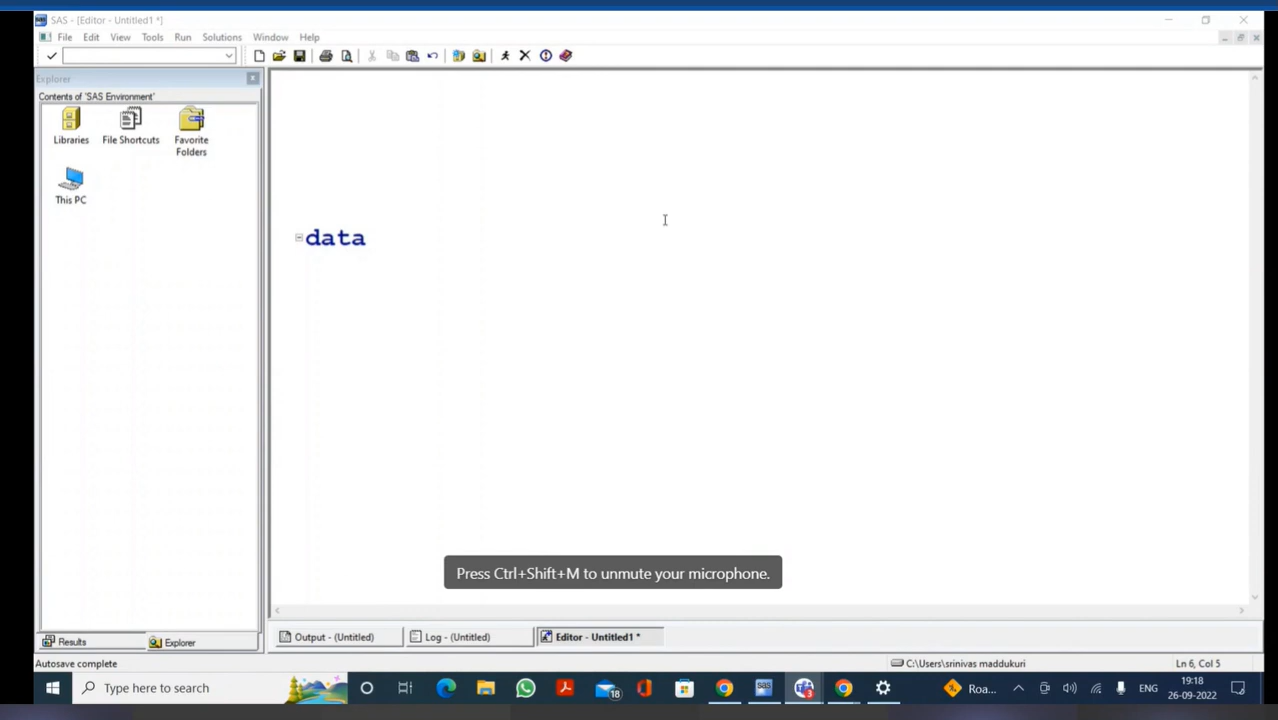 SAS - [Editor - Untitled1 *]
File Edit View Tools Run Solutions Window Help
Explorer
Contents of 'SAS Environment'
Libraries
File Shortcuts
Favorite
Folders
This PC
data
Press Ctrl+Shift+M to unmute your microphone.
Results
Explorer
Output - (Untitled)
Log - (Untitled)
Editor - Untitled1 *
Autosave complete
C:\Users\srinivas maddukuri
Ln 6, Col 5
Type here to search
18
3
Roa...
ENG
19:18
26-09-2022